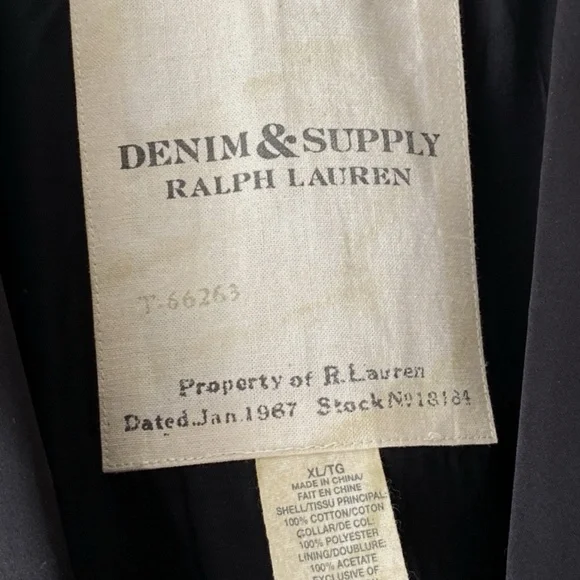 DENIM & SUPPLY
RALPH LAUREN
T-66263
Property of R.Lauren
Dated.Jan.1967 Stock No 18184
XL/TG
MADE IN CHINA/
FAIT EN CHINE
SHELL/TISSU PRINCIPAL:
100% COTTON/COTON
COLLAR/DE COL:
100% POLYESTER
LINING/DOUBLURE:
100% ACETATE
EXCLUSIVE OF